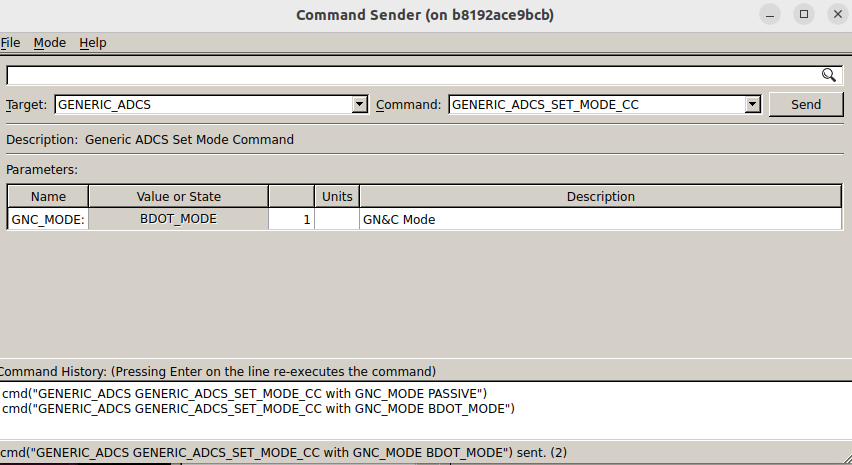 Command Sender (on b8192ace9bcb)
File Mode Help
Target: GENERIC_ADCS Command: GENERIC_ADCS_SET_MODE_CC Send
Description: Generic ADCS Set Mode Command
Parameters:
Name Value or State Units Description
GNC_MODE: BDOT_MODE 1 GN&C Mode
Command History: (Pressing Enter on the line re-executes the command)
cmd("GENERIC_ADCS GENERIC_ADCS_SET_MODE_CC with GNC_MODE PASSIVE")
cmd("GENERIC_ADCS GENERIC_ADCS_SET_MODE_CC with GNC_MODE BDOT_MODE")
cmd("GENERIC_ADCS GENERIC_ADCS_SET_MODE_CC with GNC_MODE BDOT_MODE") sent. (2)